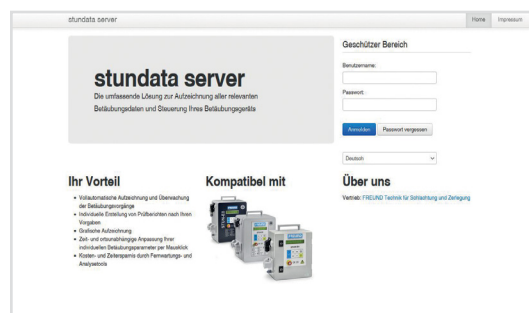 stundata server
Home Impressum
stundata server
Die umfassende Lösung zur Aufzeichnung aller relevanten
Betäubungsdaten und Steuerung Ihres Betäubungsgeräts
Geschützer Bereich
Benutzername:
Passwort:
Anmelden Passwort vergessen
Deutsch
Ihr Vorteil
Vollautomatische Aufzeichnung und Überwachung
der Betäubungsvorgänge
Individuelle Erstellung von Prüfberichten nach Ihren
Vorgaben
Grafische Aufzeichnung
Zeit- und ortsunabhängige Anpassung Ihrer
individuellen Betäubungsparameter per Mausklick
Kosten- und Zeitersparnis durch Fernwartungs- und
Analysetools
Kompatibel mit
Über uns
Vertrieb: FREUND Technik für Schlachtung und Zerlegung